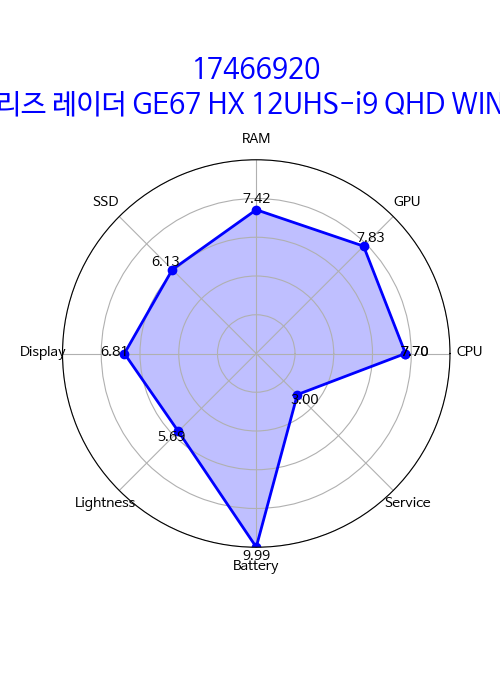 17466920
리즈 레이더 GE67 HX 12UHS-i9 QHD WIN
RAM
7.42
SSD
GPU
7.83
6.13
Display
6.81
7.70
CPU
3.00
5.69
Lightness
Service
9.99
Battery